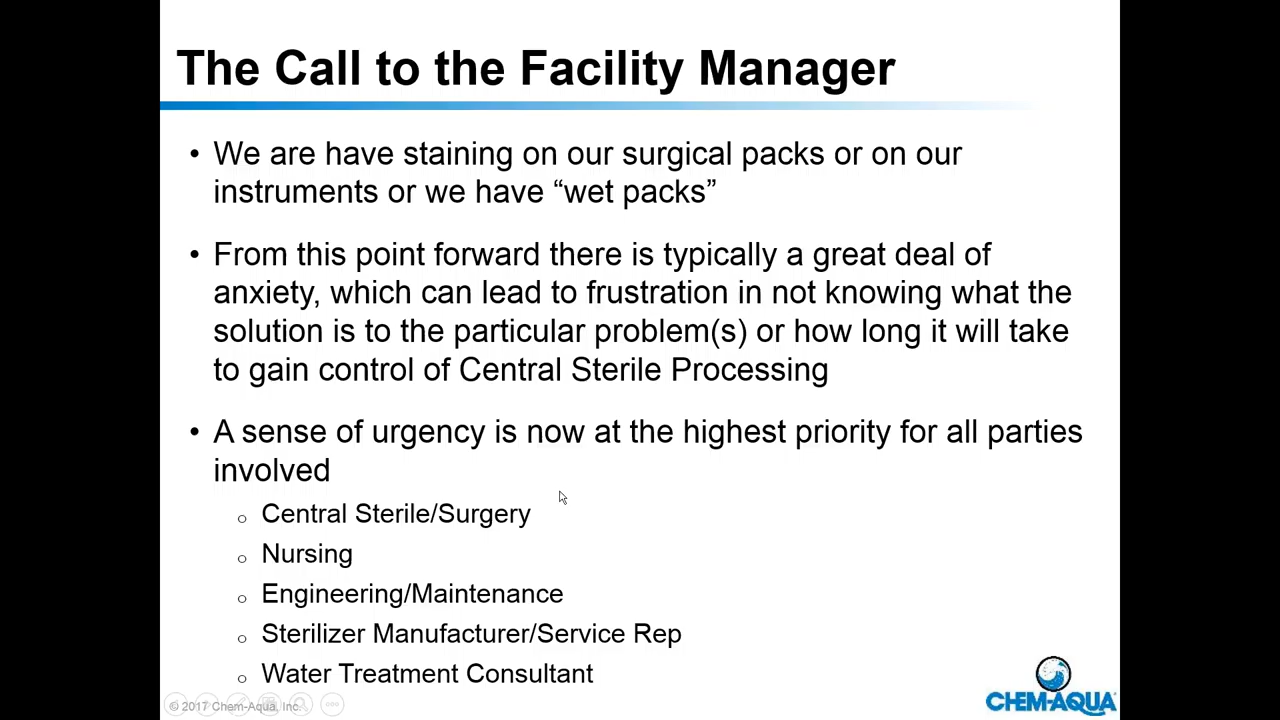 The Call to the Facility Manager
• We are have staining on our surgical packs or on our
instruments or we have “wet packs”
• From this point forward there is typically a great deal of
anxiety, which can lead to frustration in not knowing what the
solution is to the particular problem(s) or how long it will take
to gain control of Central Sterile Processing
• A sense of urgency is now at the highest priority for all parties
involved
o Central Sterile/Surgery
o Nursing
o Engineering/Maintenance
o Sterilizer Manufacturer/Service Rep
o Water Treatment Consultant
© 2017 Chem-Aqua, Inc.
CHEM-AQUA